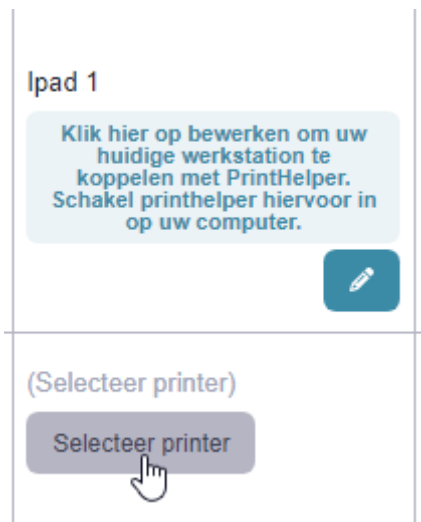 Ipad 1
Klik hier op bewerken om uw
huidige werkstation te
koppelen met PrintHelper.
Schakel printhelper hiervoor in
op uw computer.
(Selecteer printer)
Selecteer printer